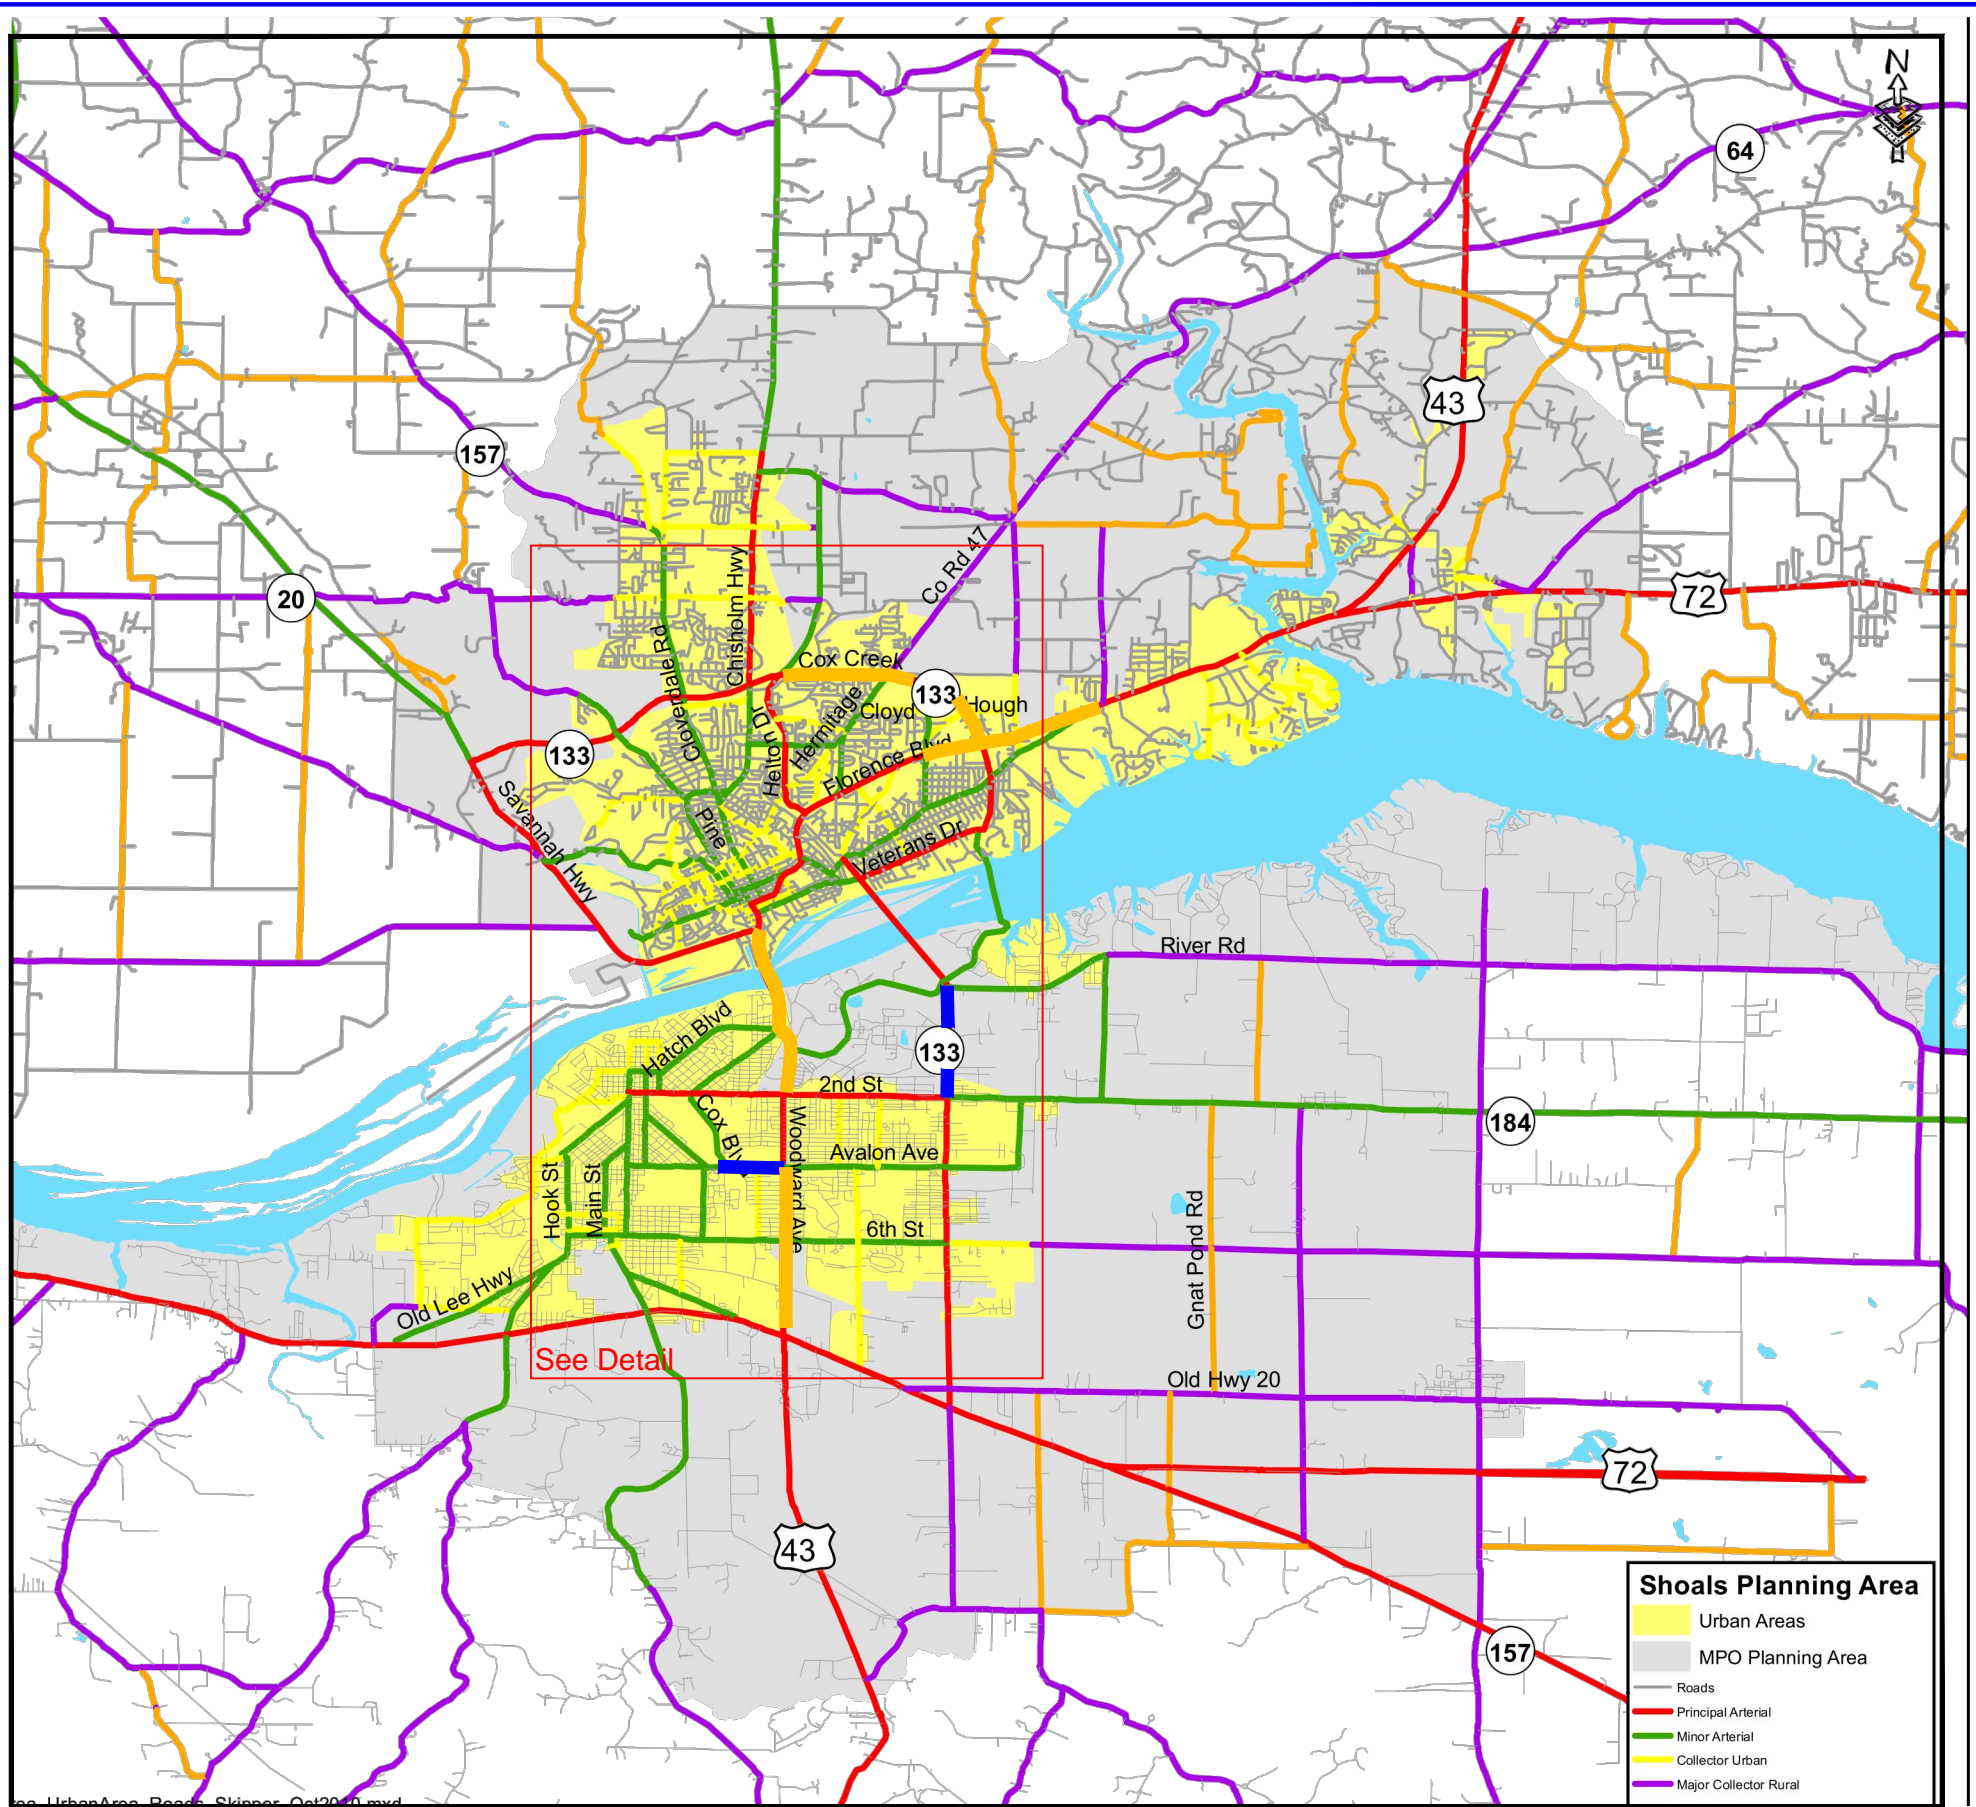 N
64
43
157
Co Rd 47
Chisholm Hwy
20
72
Cloverdale Rd
Cox Creek
133
Hough
Hermitage
Cloyd
Helton Dr
133
Florence Blvd
Savannah Hwy
Pine
Veterans Dr
River Rd
Hatch Blvd
133
2nd St
Cox Blv
Woodward Ave
184
Avalon Ave
Hook St
Main St
6th St
Gnat Pond Rd
Old Lee Hwy
See Detail
Old Hwy 20
72
43
157
Shoals Planning Area
Urban Areas
MPO Planning Area
Roads
Principal Arterial
Minor Arterial
Collector Urban
Major Collector Rural
UrbanArea_Roads_Skipper_Oct2010.mxd